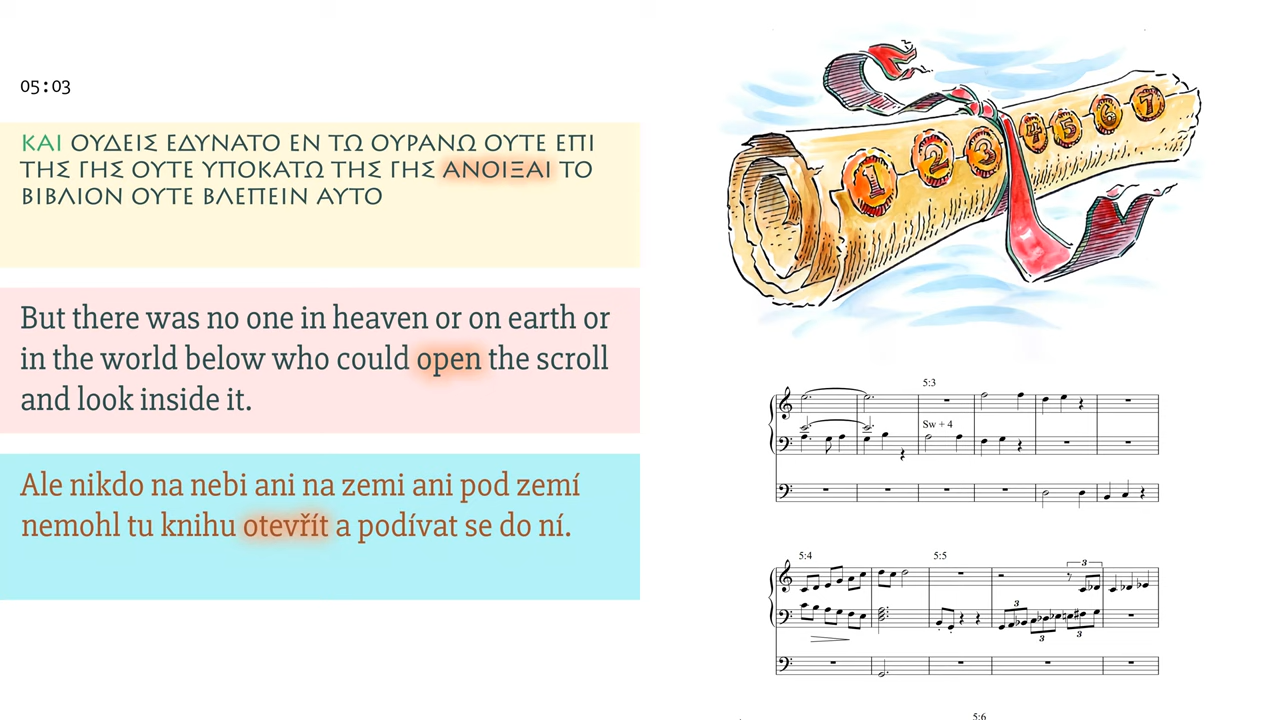 05:03
ΚΑΙ ΟΥΔΕΙΣ ΕΔΥΝΑΤΟ ΕΝ ΤΩ ΟΥΡΑΝΩ ΟΥΤΕ ΕΠΙ
ΤΗΣ ΓΗΣ ΟΥΤΕ ΥΠΟΚΑΤΩ ΤΗΣ ΓΗΣ ΑΝΟΙΞΑΙ ΤΟ
ΒΙΒΛΙΟΝ ΟΥΤΕ ΒΛΕΠΕΙΝ ΑΥΤΟ
But there was no one in heaven or on earth or
in the world below who could open the scroll
and look inside it.
Ale nikdo na nebi ani na zemi ani pod zemí
nemohl tu knihu otevřít a podívat se do ní.
1 2 3 4 5 6 7
5:3
Sw + 4
5:4 5:5
3
3
3 3
5:6